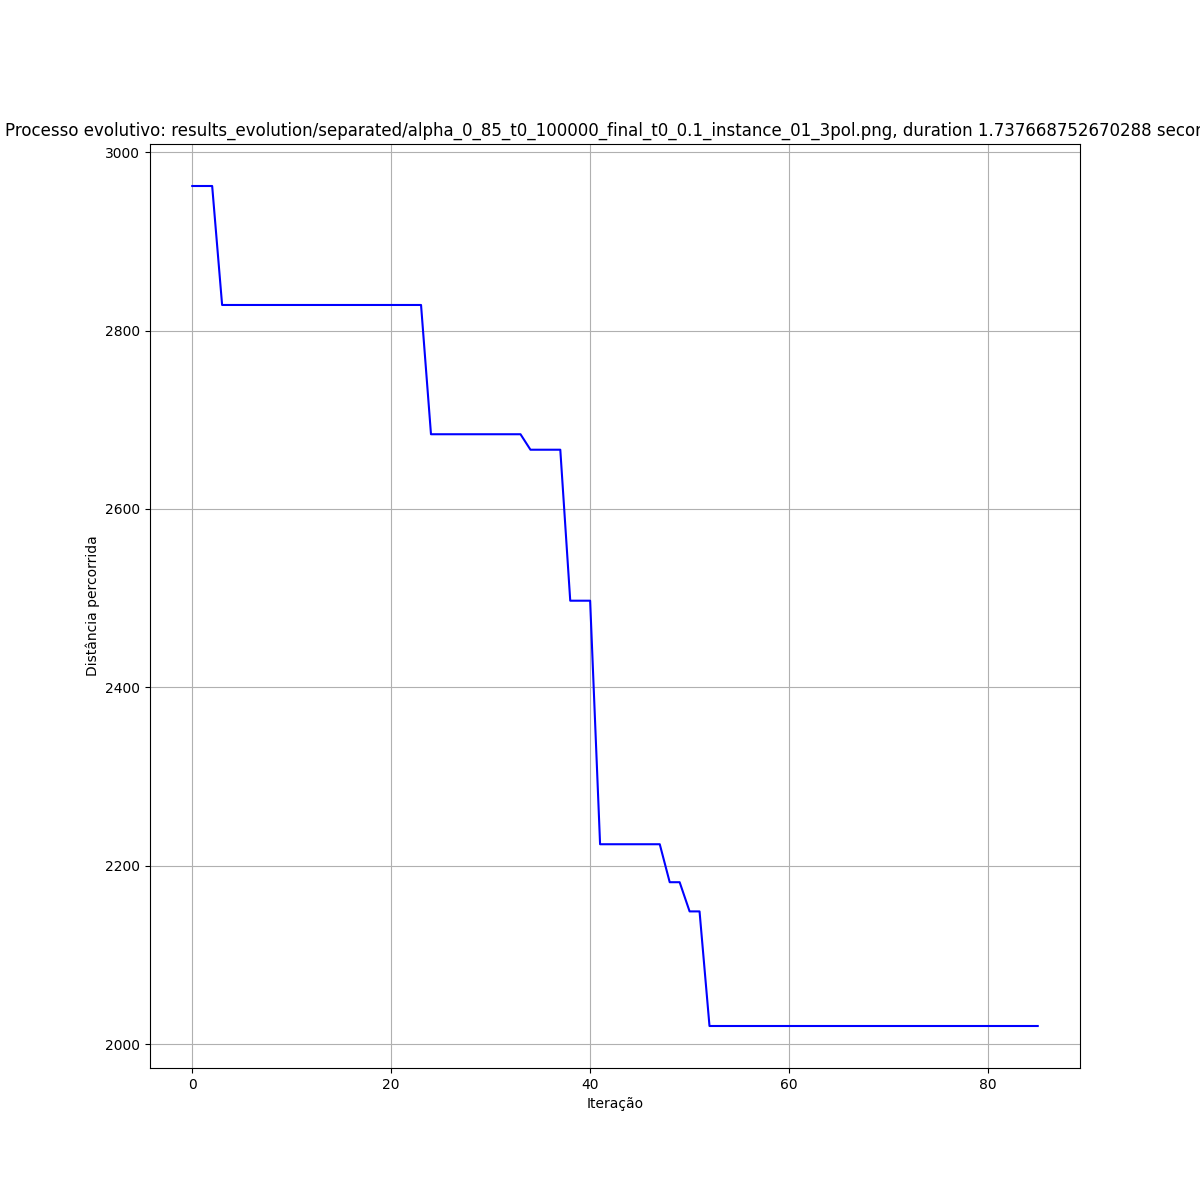 Processo evolutivo: results_evolution/separated/alpha_0_85_t0_100000_final_t0_0.1_instance_01_3pol.png, duration 1.737668752670288
3000
2800
2600
2400
2200
2000
Distância percorrida
0 20 40 60 80
Iteração